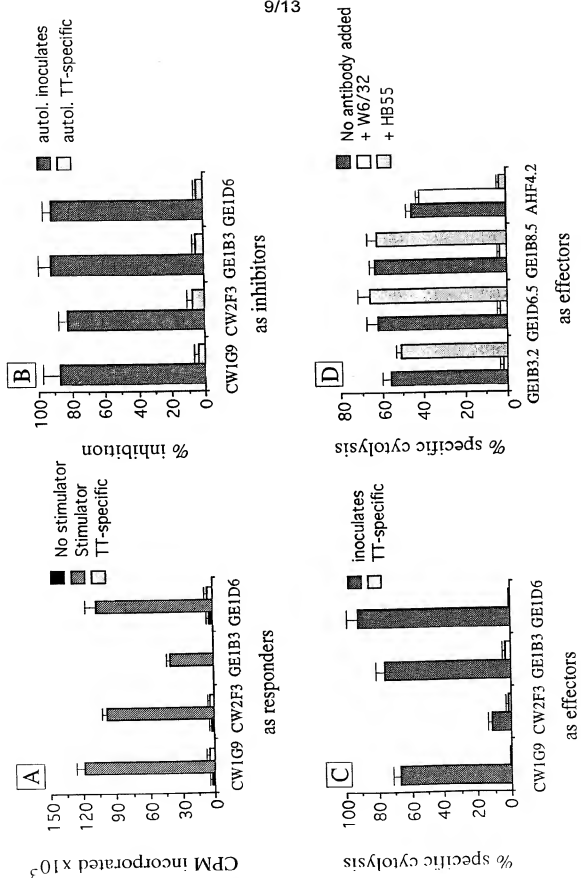 9/13
A
No stimulator
Stimulator
TT-specific
CPM incorporated x10⁻³
150
120
90
60
30
0
CW1G9 CW2F3 GE1B3 GE1D6
as responders
B
autol. inoculates
autol. TT-specific
% inhibition
100
80
60
40
20
0
CW1G9 CW2F3 GE1B3 GE1D6
as inhibitors
C
inoculates
TT-specific
% specific cytolysis
100
80
60
40
20
0
CW1G9 CW2F3 GE1B3 GE1D6
as effectors
D
No antibody added
+ W6/32
+ HB55
% specific cytolysis
80
60
40
20
0
GE1B3.2 GE1D6.5 GE1B8.5 AHF4.2
as effectors